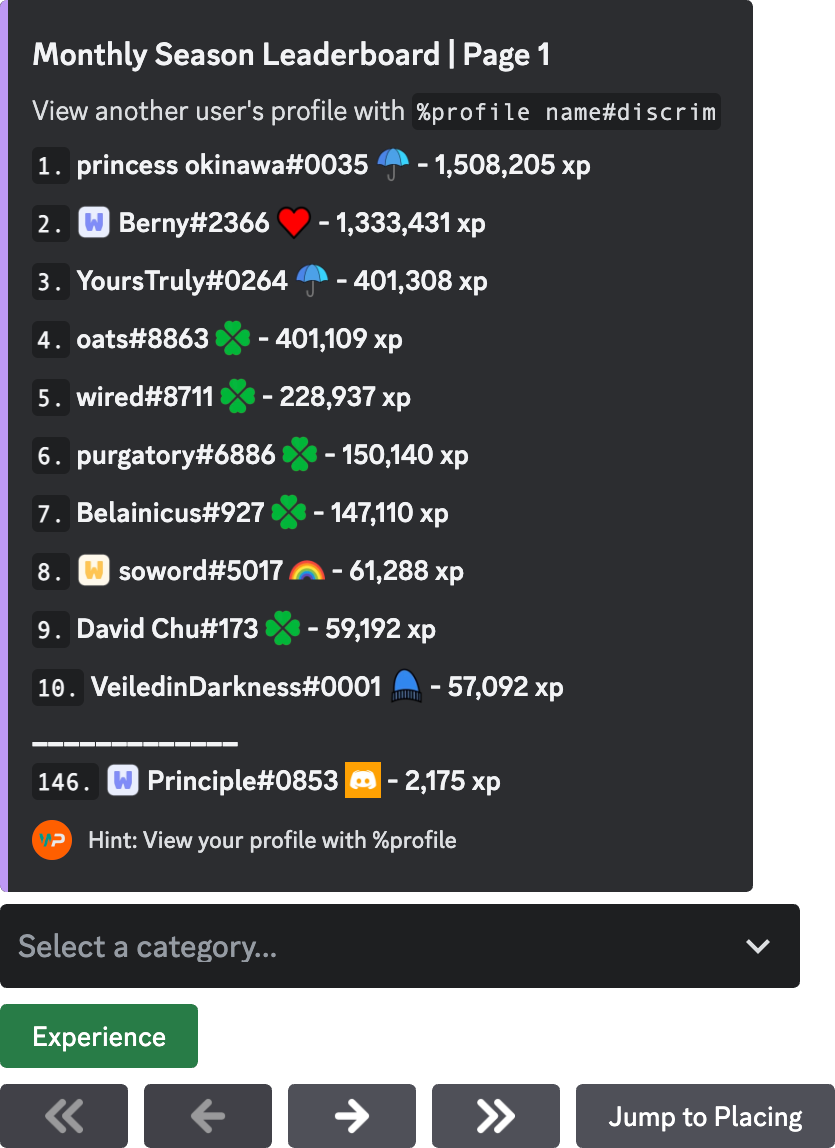 Monthly Season Leaderboard | Page 1
View another user's profile with %profile name#discrim
1. princess okinawa#0035 ☂️ - 1,508,205 xp
2. W Berny#2366 ❤️ - 1,333,431 xp
3. YoursTruly#0264 ☂️ - 401,308 xp
4. oats#8863 🍀 - 401,109 xp
5. wired#8711 🍀 - 228,937 xp
6. purgatory#6886 🍀 - 150,140 xp
7. Belainicus#927 🍀 - 147,110 xp
8. W soword#5017 🌈 - 61,288 xp
9. David Chu#173 🍀 - 59,192 xp
10. VeiledinDarkness#0001 - 57,092 xp
_____________
146. W Principle#0853 - 2,175 xp
WP Hint: View your profile with %profile
Select a category...
Experience
Jump to Placing